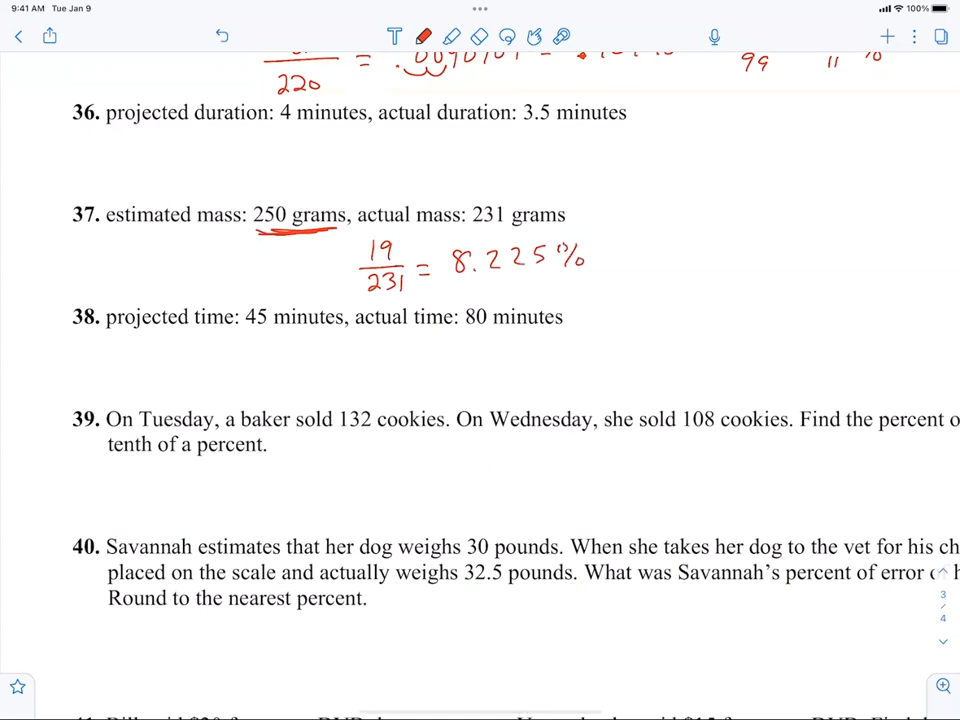 9:41 AM Tue Jan 9
100%
T
220
=
99
11
%
36. projected duration: 4 minutes, actual duration: 3.5 minutes
37. estimated mass: 250 grams, actual mass: 231 grams
19
231 = 8.225%
38. projected time: 45 minutes, actual time: 80 minutes
39. On Tuesday, a baker sold 132 cookies. On Wednesday, she sold 108 cookies. Find the percent o
tenth of a percent.
40. Savannah estimates that her dog weighs 30 pounds. When she takes her dog to the vet for his ch
placed on the scale and actually weighs 32.5 pounds. What was Savannah's percent of error of h
Round to the nearest percent.
3
/
4